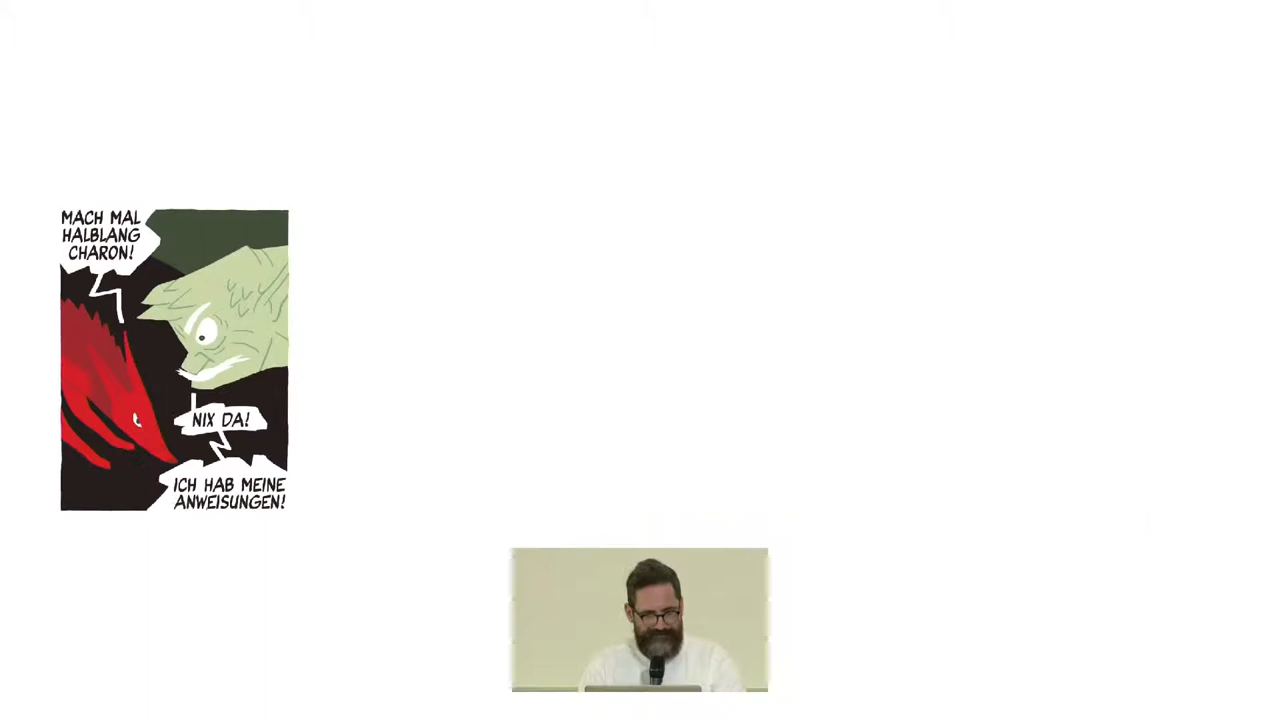 MACH MAL
HALBLANG
CHARON!
NIX DA!
ICH HAB MEINE
ANWEISUNGEN!